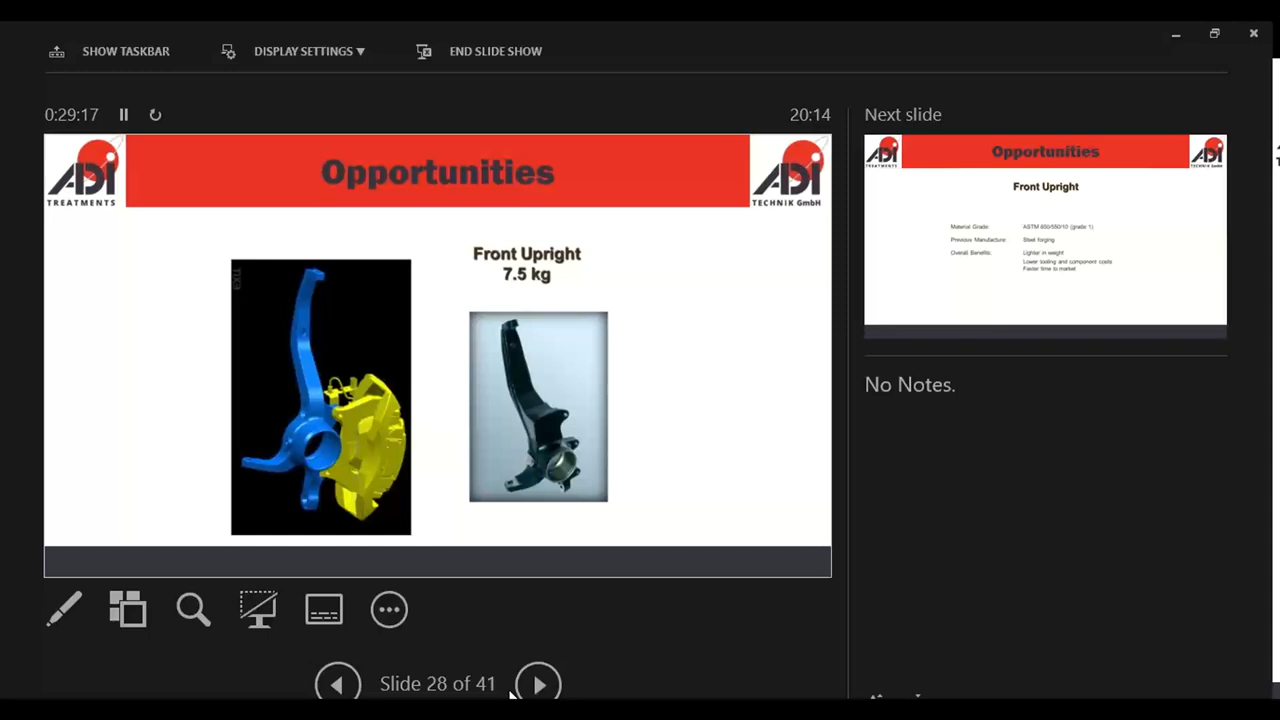 SHOW TASKBAR
DISPLAY SETTINGS ▼
END SLIDE SHOW
0:29:17
20:14
Next slide
ADI
TREATMENTS
Opportunities
ADI
TECHNIK GmbH
Front Upright
7.5 kg
ADI
TREATMENTS
Opportunities
ADI
TECHNIK GmbH
Front Upright
Material Grade: ASTM 850/550/10 (grade 1)
Previous Manufacture: Steel forging
Overall Benefits: Lighter in weight
Lower tooling and component costs
Faster time to market
No Notes.
Slide 28 of 41